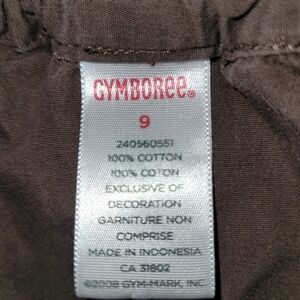 GYMBOREE®
9
240560551
100% COTTON
100% COTON
EXCLUSIVE OF
DECORATION
GARNITURE NON
COMPRISE
MADE IN INDONESIA
CA 31802
©2008 GYM-MARK, INC